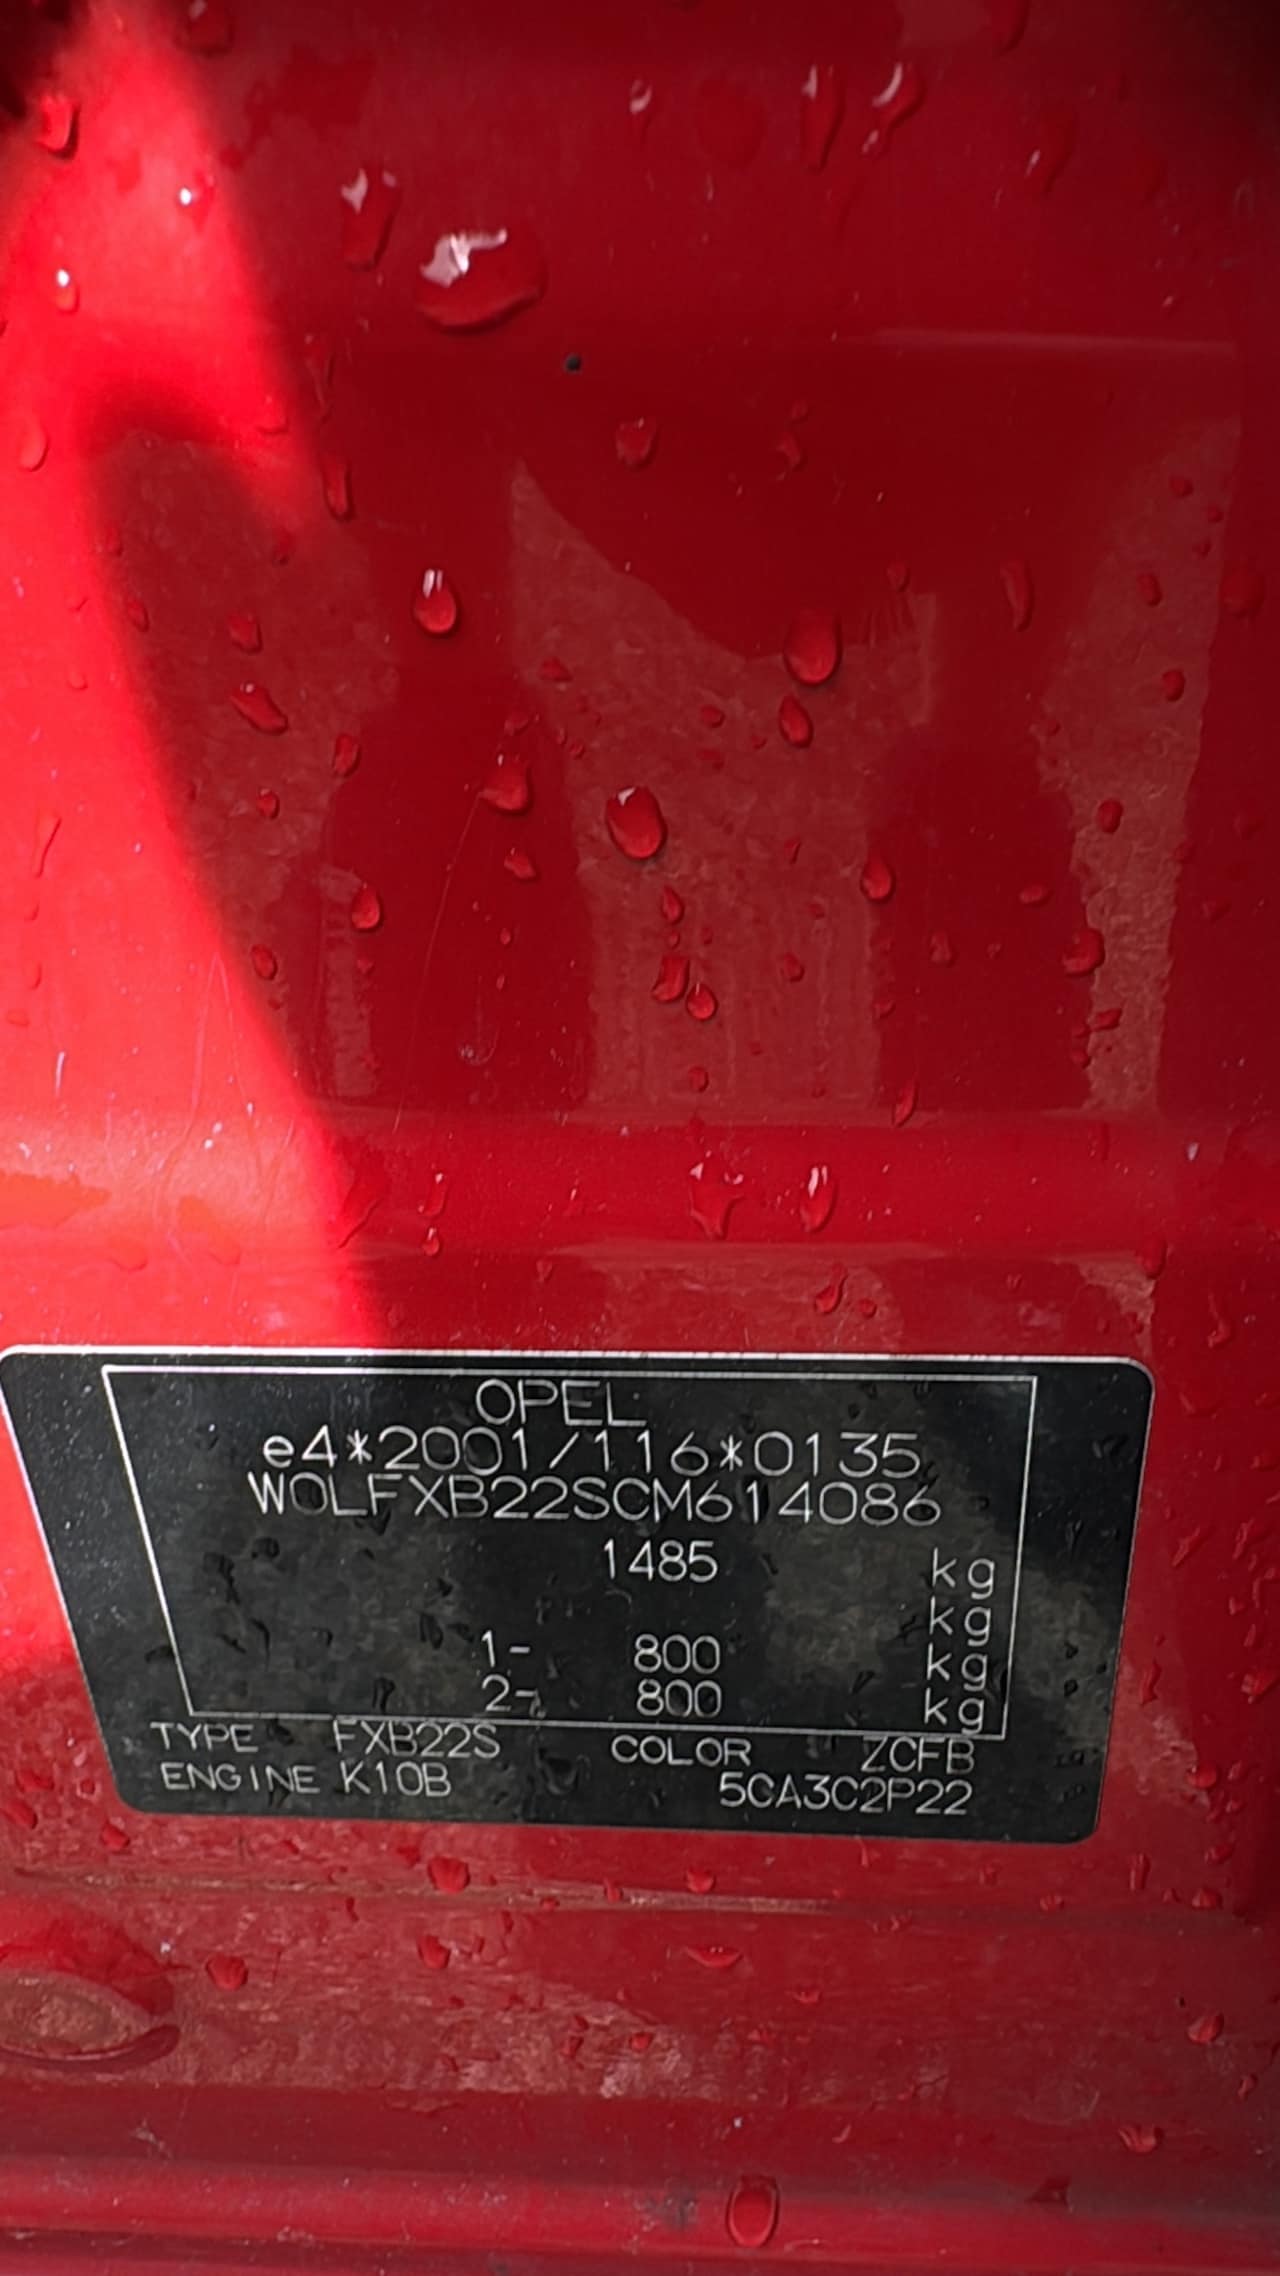 OPEL
e4*2001/116*0135
W0LFXB22SCM614086
1485 kg
kg
1- 800 kg
2- 800 kg
TYPE FXB22S COLOR ZCFB
ENGINE K10B 5CA3C2P22